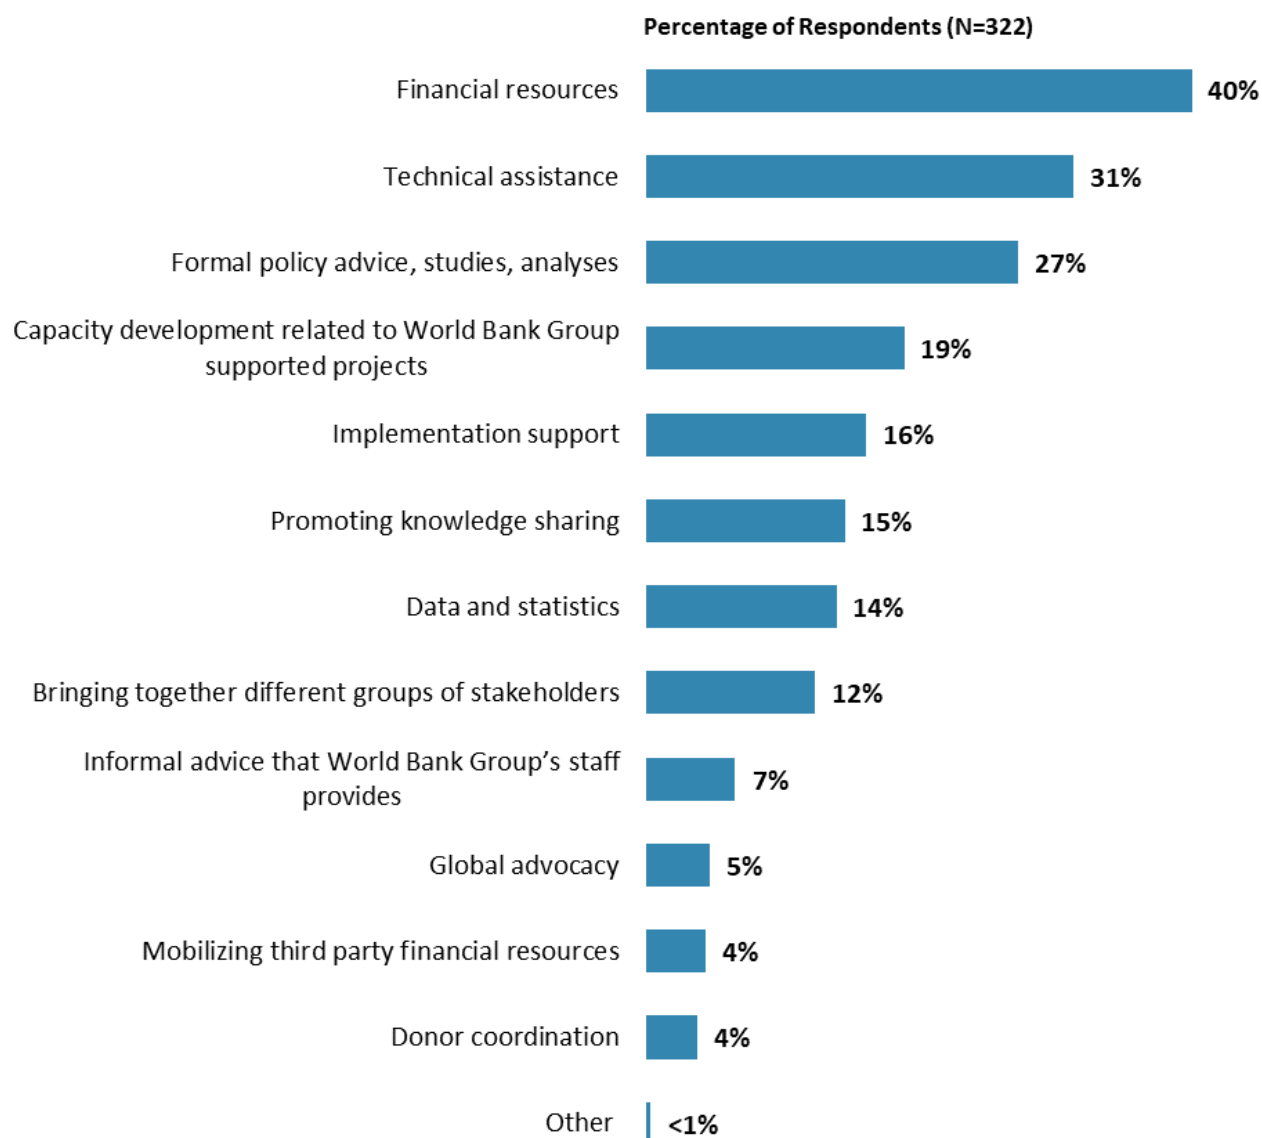 Percentage of Respondents (N=322)
Financial resources 40%
Technical assistance 31%
Formal policy advice, studies, analyses 27%
Capacity development related to World Bank Group
supported projects 19%
Implementation support 16%
Promoting knowledge sharing 15%
Data and statistics 14%
Bringing together different groups of stakeholders 12%
Informal advice that World Bank Group’s staff
provides 7%
Global advocacy 5%
Mobilizing third party financial resources 4%
Donor coordination 4%
Other <1%